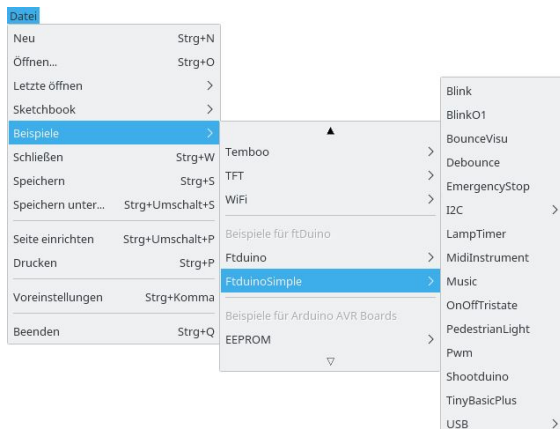 Datei
Neu Strg+N
Öffnen... Strg+O
Letzte öffnen
Sketchbook
Beispiele
Schließen Strg+W
Speichern Strg+S
Speichern unter... Strg+Umschalt+S
Seite einrichten Strg+Umschalt+P
Drucken Strg+P
Voreinstellungen Strg+Komma
Beenden Strg+Q
Temboo
TFT
WiFi
Beispiele für ftDuino
Ftduino
FtduinoSimple
Beispiele für Arduino AVR Boards
EEPROM
Blink
BlinkO1
BounceVisu
Debounce
EmergencyStop
I2C
LampTimer
MidiInstrument
Music
OnOffTristate
PedestrianLight
Pwm
Shootduino
TinyBasicPlus
USB